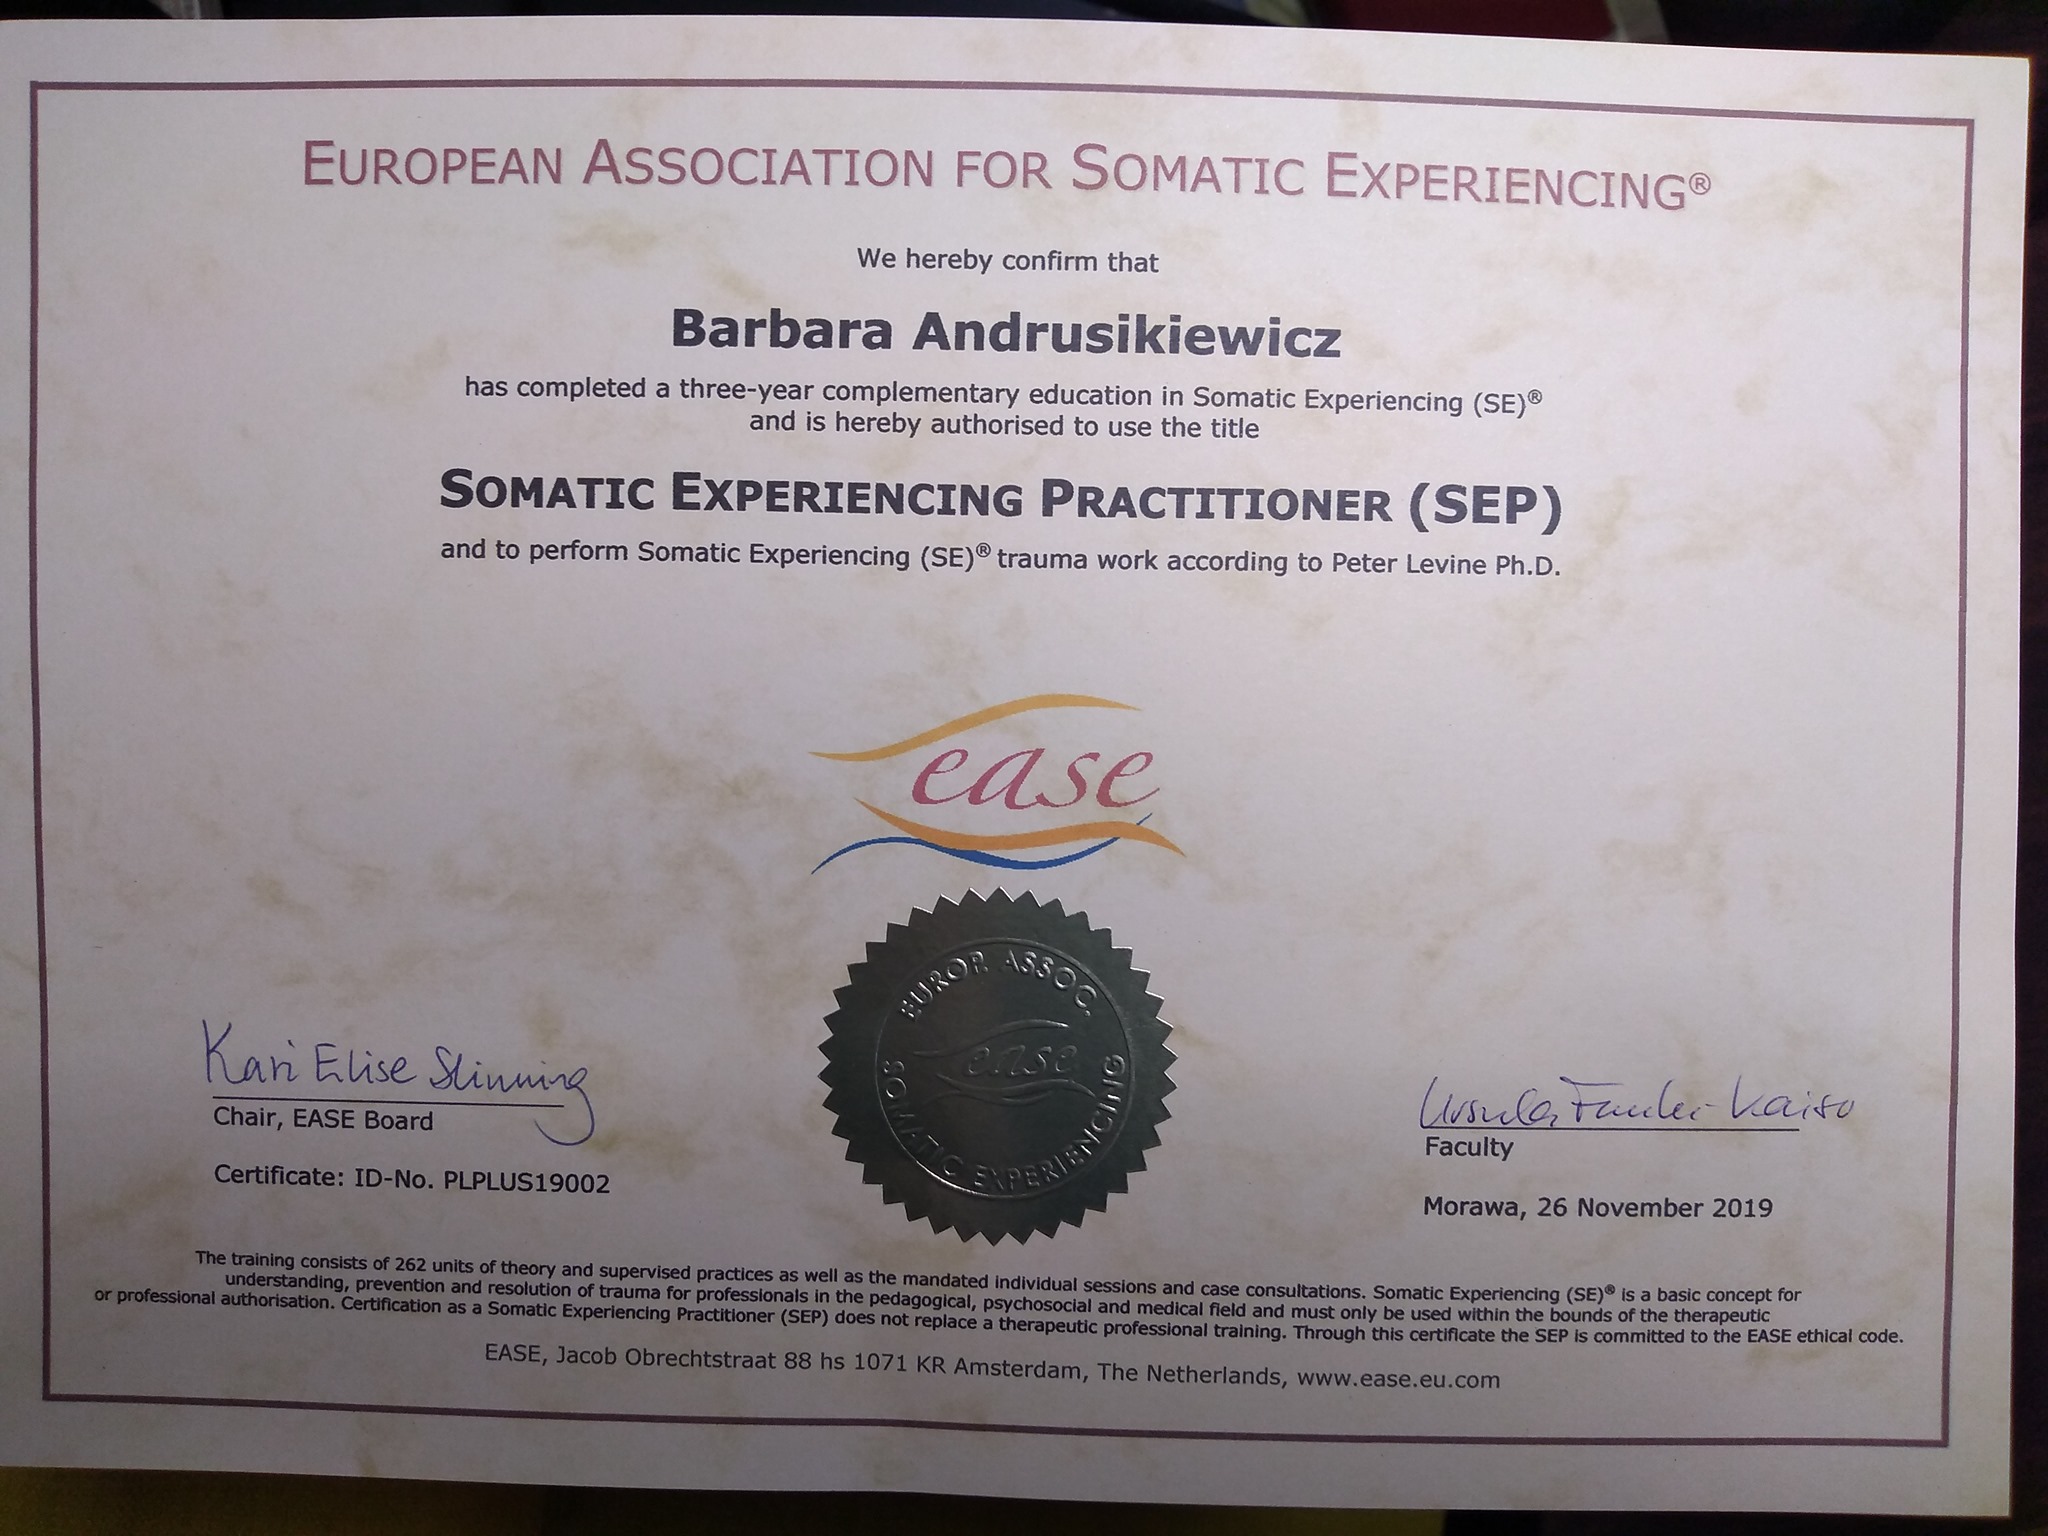 EUROPEAN ASSOCIATION FOR SOMATIC EXPERIENCING®
We hereby confirm that
Barbara Andrusikiewicz
has completed a three-year complementary education in Somatic Experiencing (SE)®
and is hereby authorised to use the title
SOMATIC EXPERIENCING PRACTITIONER (SEP)
and to perform Somatic Experiencing (SE)® trauma work according to Peter Levine Ph.D.
ease
EUROP. ASSOC.
ease
SOMATIC EXPERIENCING
Kari Elise
Chair, EASE Board
Certificate: ID-No. PLPLUS19002
Ursula
Faculty
Morawa, 26 November 2019
The training consists of 262 units of theory and supervised practices as well as the mandated individual sessions and case consultations. Somatic Experiencing (SE)® is a basic concept for
understanding, prevention and resolution of trauma for professionals in the pedagogical, psychosocial and medical field and must only be used within the bounds of the therapeutic
or professional authorisation. Certification as a Somatic Experiencing Practitioner (SEP) does not replace a therapeutic professional training. Through this certificate the SEP is committed to the EASE ethical code.
EASE, Jacob Obrechtstraat 88 hs 1071 KR Amsterdam, The Netherlands, www.ease.eu.com